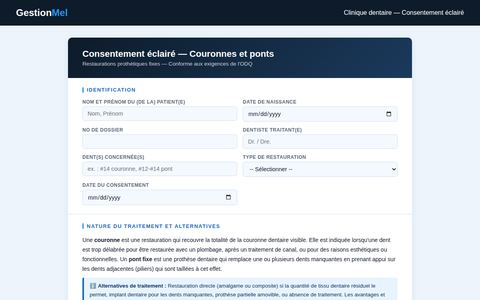 GestionMel
Clinique dentaire — Consentement éclairé
Consentement éclairé — Couronnes et ponts
Restaurations prothétiques fixes — Conforme aux exigences de l'ODQ
IDENTIFICATION
NOM ET PRÉNOM DU (DE LA) PATIENT(E)
DATE DE NAISSANCE
Nom, Prénom
mm/dd/yyyy
NO DE DOSSIER
DENTISTE TRAITANT(E)
Dr. / Dre.
DENT(S) CONCERNÉE(S)
TYPE DE RESTAURATION
ex. : #14 couronne, #12-#14 pont
-- Sélectionner --
DATE DU CONSENTEMENT
mm/dd/yyyy
NATURE DU TRAITEMENT ET ALTERNATIVES
Une couronne est une restauration qui recouvre la totalité de la couronne dentaire visible. Elle est indiquée lorsqu'une dent
est trop délabrée pour être restaurée avec un plombage, après un traitement de canal, ou pour des raisons esthétiques ou
fonctionnelles. Un pont fixe est une prothèse dentaire qui remplace une ou plusieurs dents manquantes en prenant appui sur
les dents adjacentes (piliers) qui sont taillées à cet effet.
ℹ️ Alternatives de traitement : Restauration directe (amalgame ou composite) si la quantité de tissu dentaire résiduel le
permet, implant dentaire pour les dents manquantes, prothèse partielle amovible, ou absence de traitement. Les avantages et